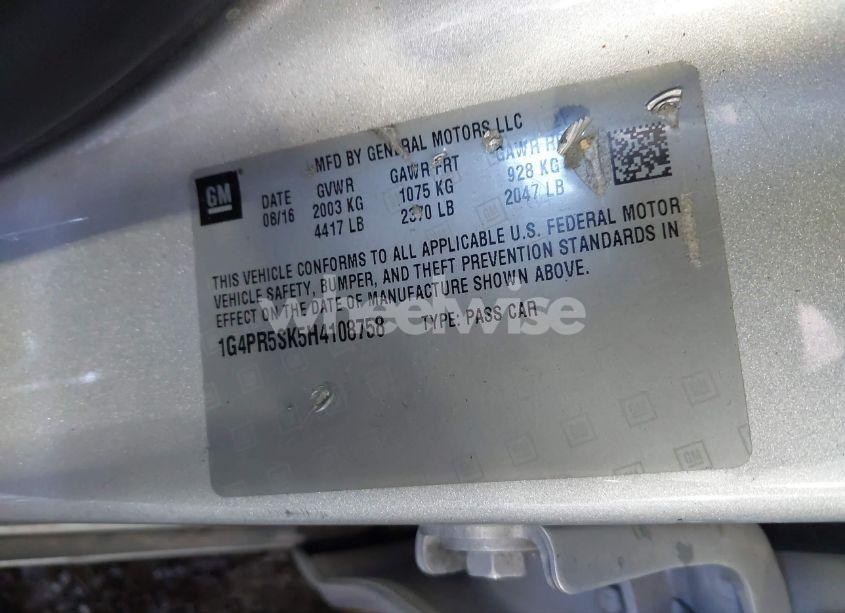 MFD BY GENERAL MOTORS LLC
GM
DATE GVWR GAWR FRT GAWR
08/16 2003 KG 1075 KG 928 KG
4417 LB 2370 LB 2047 LB
THIS VEHICLE CONFORMS TO ALL APPLICABLE U.S. FEDERAL MOTOR
VEHICLE SAFETY, BUMPER, AND THEFT PREVENTION STANDARDS IN
EFFECT ON THE DATE OF MANUFACTURE SHOWN ABOVE.
wheelwise
1G4PR5SK5H4108758 TYPE: PASS CAR